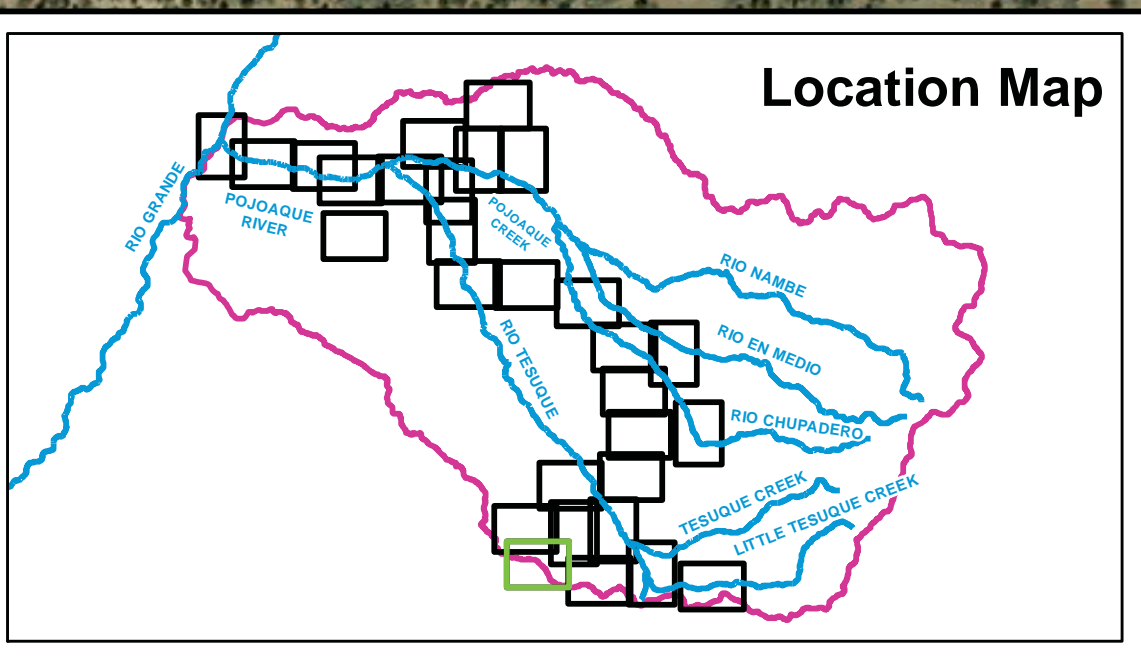 Location Map
RIO GRANDE
POJOAQUE
RIVER
POJOAQUE
CREEK
RIO NAMBE
RIO EN MEDIO
RIO TESUQUE
RIO CHUPADERO
TESUQUE CREEK
LITTLE TESUQUE CREEK